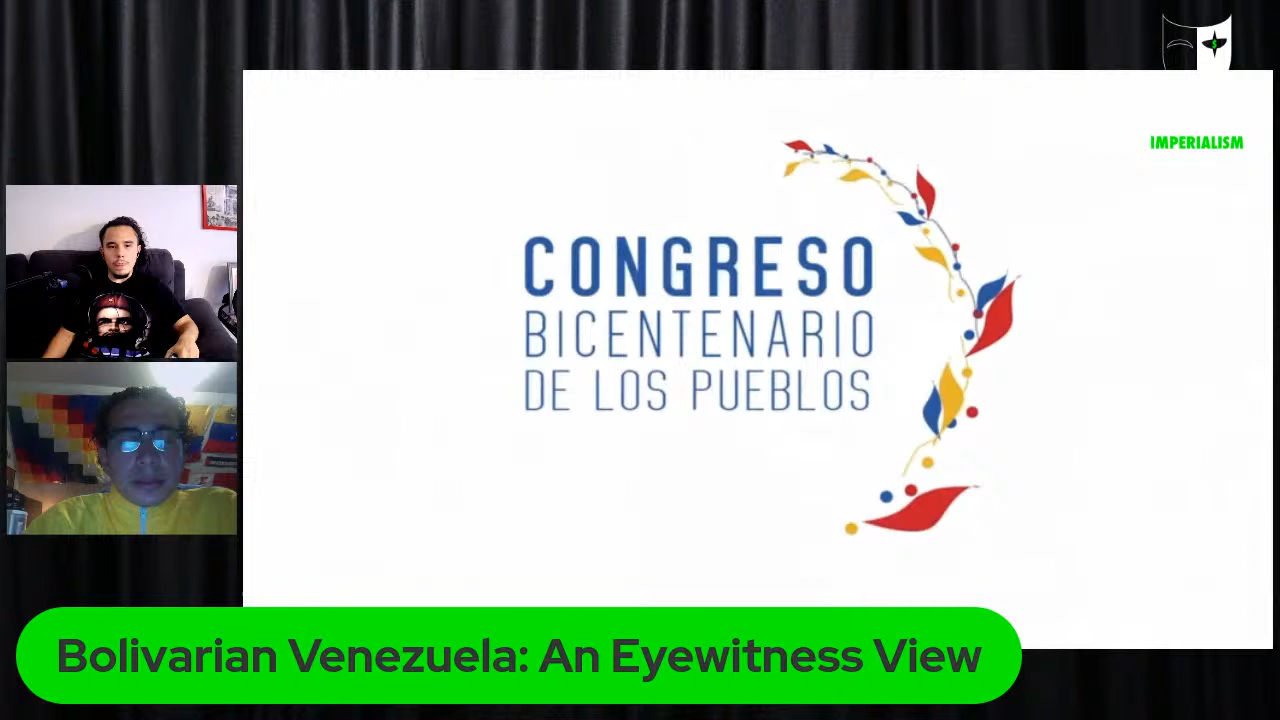 IMPERIALISM
CONGRESO
BICENTENARIO
DE LOS PUEBLOS
Bolivarian Venezuela: An Eyewitness View